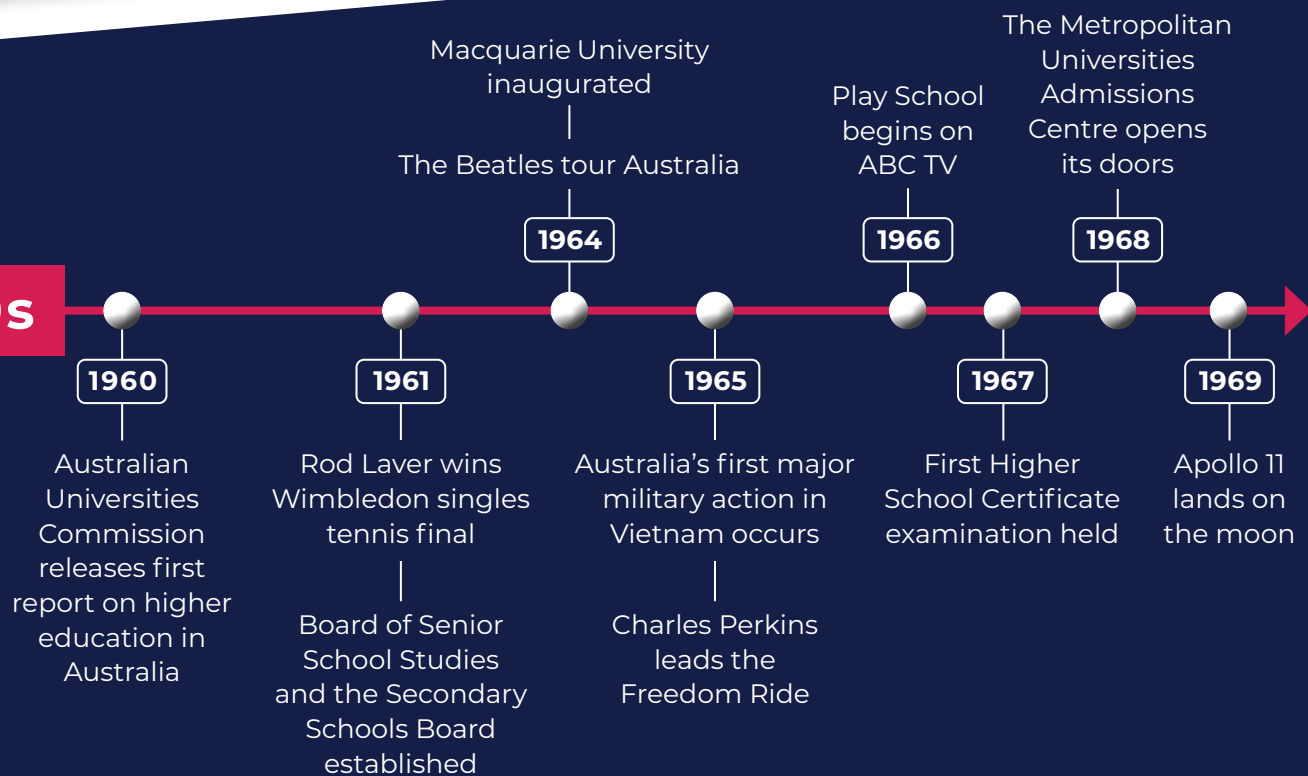 Macquarie University
inaugurated
The Beatles tour Australia
1964
Play School
begins on
ABC TV
1966
The Metropolitan
Universities
Admissions
Centre opens
its doors
1968
s
1960
Australian
Universities
Commission
releases first
report on higher
education in
Australia
1961
Rod Laver wins
Wimbledon singles
tennis final
Board of Senior
School Studies
and the Secondary
Schools Board
established
1965
Australia’s first major
military action in
Vietnam occurs
Charles Perkins
leads the
Freedom Ride
1967
First Higher
School Certificate
examination held
1969
Apollo 11
lands on
the moon